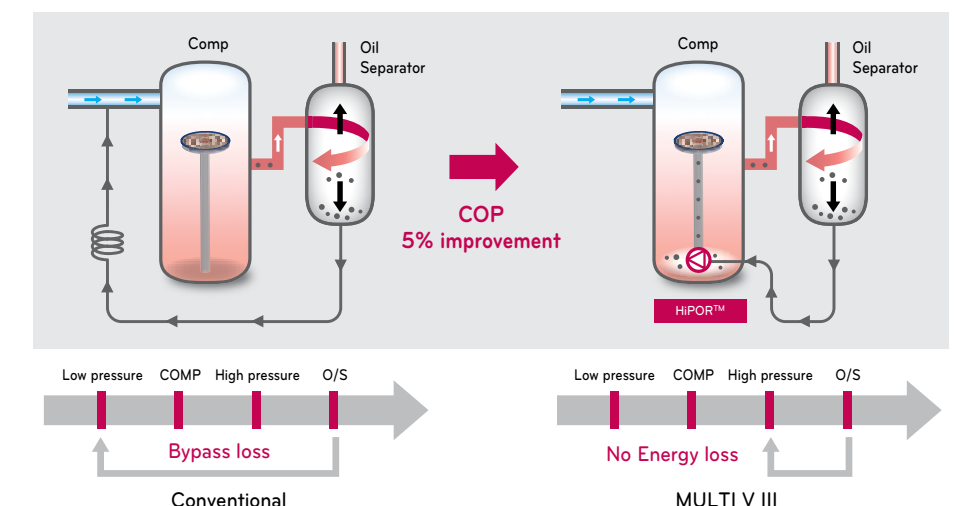 Comp
Oil
Separator
Comp
Oil
Separator
COP
5% improvement
HiPOR™
Low pressure COMP High pressure O/S
Bypass loss
Conventional
Low pressure COMP High pressure O/S
No Energy loss
MULTI V III